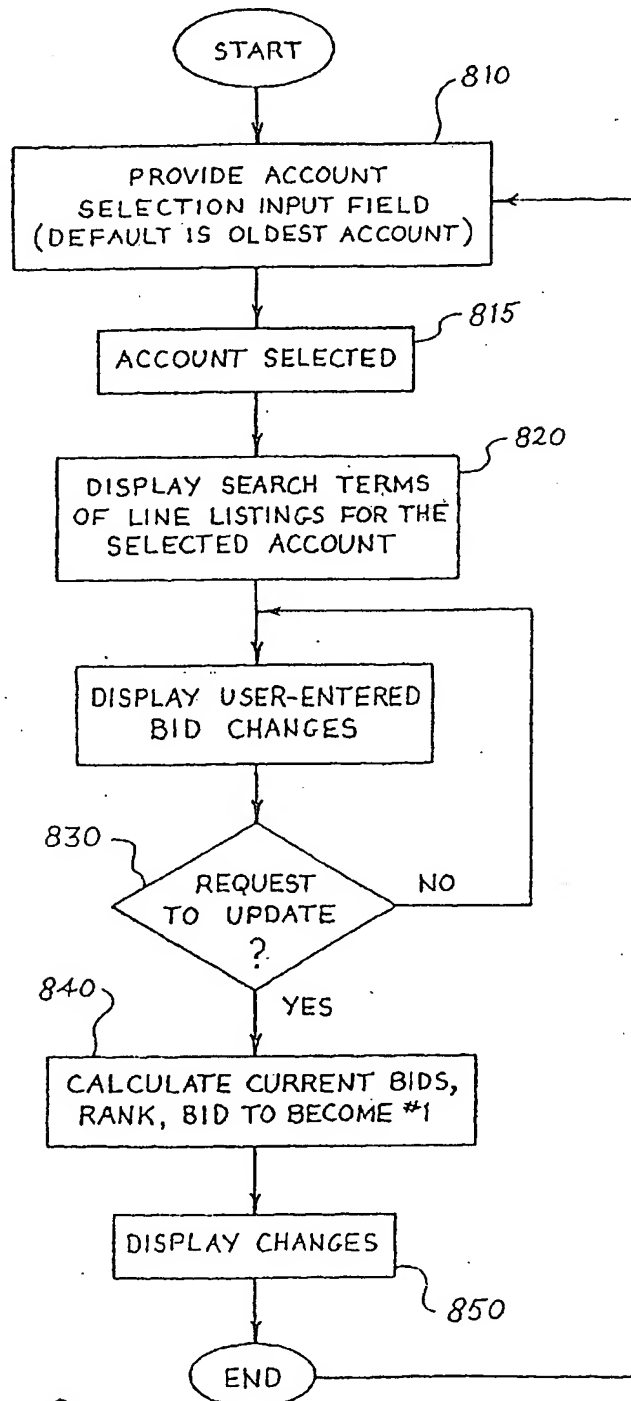 START
810
PROVIDE ACCOUNT
SELECTION INPUT FIELD
(DEFAULT IS OLDEST ACCOUNT)
815
ACCOUNT SELECTED
820
DISPLAY SEARCH TERMS
OF LINE LISTINGS FOR THE
SELECTED ACCOUNT
DISPLAY USER-ENTERED
BID CHANGES
830
REQUEST
TO UPDATE
?
NO
YES
840
CALCULATE CURRENT BIDS,
RANK, BID TO BECOME #1
DISPLAY CHANGES
850
END